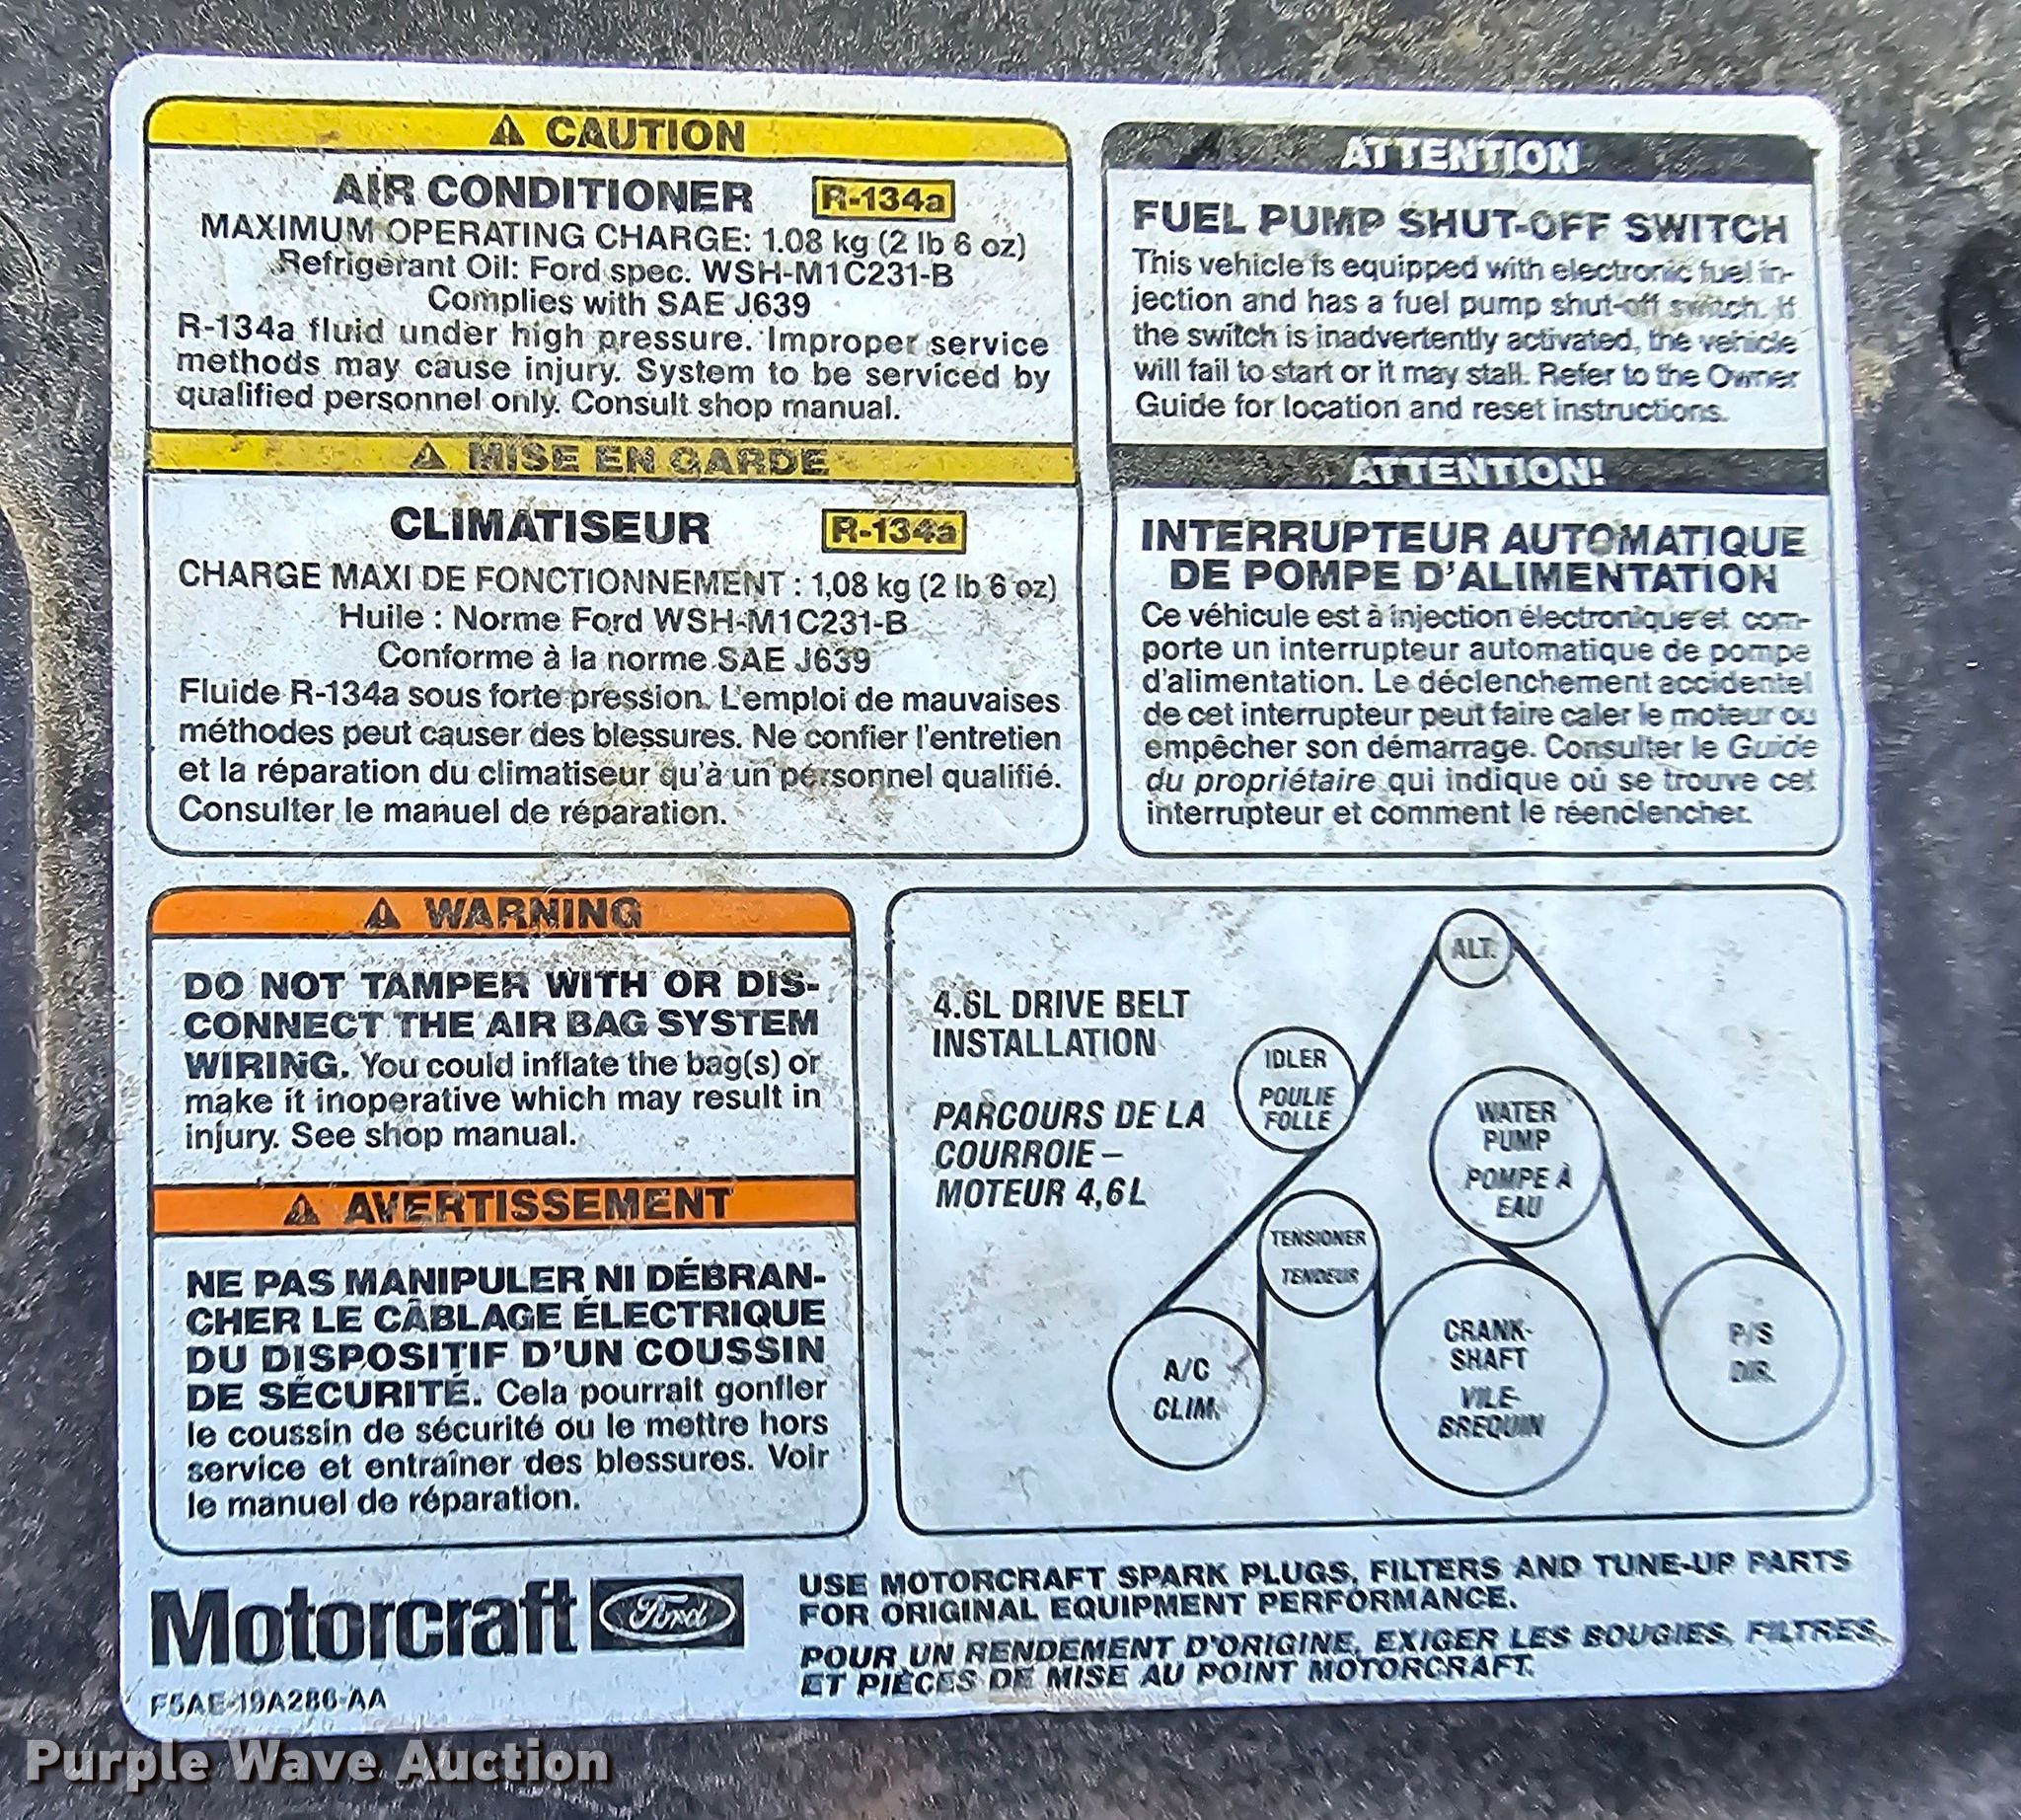 CAUTION
AIR CONDITIONER R-134a
MAXIMUM OPERATING CHARGE: 1.08 kg (2 lb 6 oz)
Refrigerant Oil: Ford spec. WSH-M1C231-B
Complies with SAE J639
R-134a fluid under high pressure. Improper service
methods may cause injury. System to be serviced by
qualified personnel only. Consult shop manual.
MISE EN GARDE
CLIMATISEUR R-134a
CHARGE MAXI DE FONCTIONNEMENT : 1,08 kg (2 lb 6 oz)
Huile : Norme Ford WSH-M1C231-B
Conforme à la norme SAE J639
Fluide R-134a sous forte pression. L'emploi de mauvaises
méthodes peut causer des blessures. Ne confier l'entretien
et la réparation du climatiseur qu'à un personnel qualifié.
Consulter le manuel de réparation.
ATTENTION
FUEL PUMP SHUT-OFF SWITCH
This vehicle is equipped with electronic fuel in-
jection and has a fuel pump shut-off switch. If
the switch is inadvertently activated, the vehicle
will fail to start or it may stall. Refer to the Owner
Guide for location and reset instructions.
ATTENTION!
INTERRUPTEUR AUTOMATIQUE
DE POMPE D'ALIMENTATION
Ce véhicule est à injection électronique et com-
porte un interrupteur automatique de pompe
d'alimentation. Le déclenchement accidentel
de cet interrupteur peut faire caler le moteur ou
empêcher son démarrage. Consulter le Guide
du propriétaire qui indique où se trouve cet
interrupteur et comment le réenclencher.
WARNING
DO NOT TAMPER WITH OR DIS-
CONNECT THE AIR BAG SYSTEM
WIRING. You could inflate the bag(s) or
make it inoperative which may result in
injury. See shop manual.
AVERTISSEMENT
NE PAS MANIPULER NI DÉBRAN-
CHER LE CÂBLAGE ÉLECTRIQUE
DU DISPOSITIF D'UN COUSSIN
DE SÉCURITÉ. Cela pourrait gonfler
le coussin de sécurité ou le mettre hors
service et entraîner des blessures. Voir
le manuel de réparation.
4.6L DRIVE BELT
INSTALLATION
PARCOURS DE LA
COURROIE –
MOTEUR 4,6L
ALT.
IDLER
POULIE
FOLLE
WATER
PUMP
POMPE À
EAU
TENSIONER
TENDEUR
A/C
CLIM.
CRANK-
SHAFT
VILE-
BREQUIN
P/S
DIR.
Motorcraft Ford
F5AE-19A286-AA
USE MOTORCRAFT SPARK PLUGS, FILTERS AND TUNE-UP PARTS
FOR ORIGINAL EQUIPMENT PERFORMANCE.
POUR UN RENDEMENT D'ORIGINE, EXIGER LES BOUGIES, FILTRES,
ET PIÈCES DE MISE AU POINT MOTORCRAFT.
Purple Wave Auction